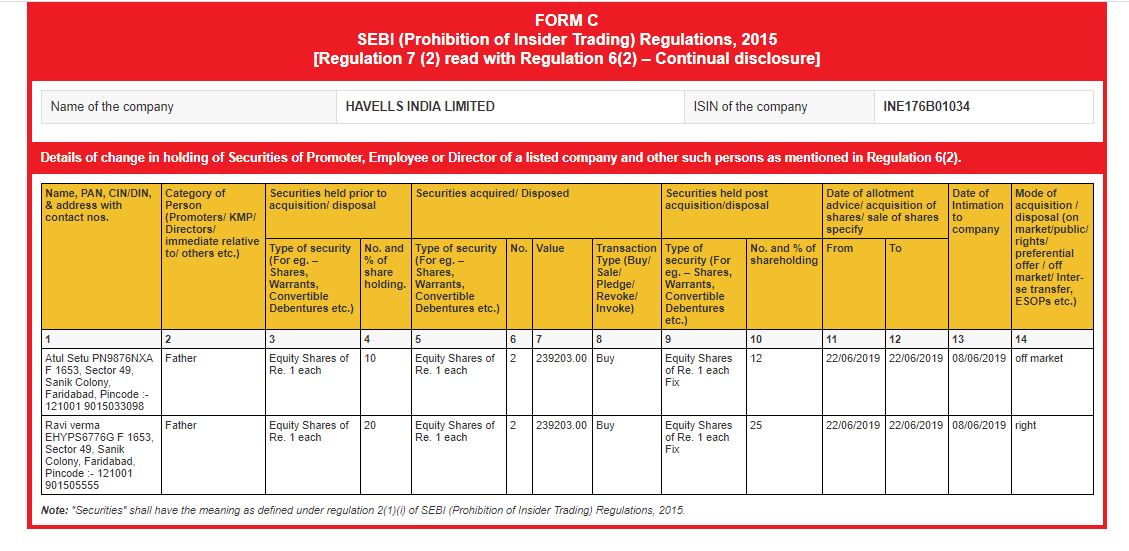 FORM C
SEBI (Prohibition of Insider Trading) Regulations, 2015
[Regulation 7 (2) read with Regulation 6(2) – Continual disclosure]
Name of the company
HAVELLS INDIA LIMITED
ISIN of the company
INE176B01034
Details of change in holding of Securities of Promoter, Employee or Director of a listed company and other such persons as mentioned in Regulation 6(2).
Name, PAN, CIN/DIN,
& address with
contact nos.
Category of
Person
(Promoters/ KMP/
Directors/
immediate relative
to/ others etc.)
Securities held prior to
acquisition/ disposal
Securities acquired/ Disposed
Securities held post
acquisition/disposal
Date of allotment
advice/ acquisition of
shares/ sale of shares
specify
Date of
Intimation
to
company
Mode of
acquisition /
disposal (on
market/public/
rights/
preferential
offer / off
market/ Inter-
se transfer,
ESOPs etc.)
Type of security
(For eg. –
Shares,
Warrants,
Convertible
Debentures etc.)
No. and
% of
share
holding.
Type of security
(For eg. –
Shares,
Warrants,
Convertible
Debentures etc.)
No.
Value
Transaction
Type (Buy/
Sale/
Pledge/
Revoke/
Invoke)
Type of
security (For
eg. – Shares,
Warrants,
Convertible
Debentures
etc.)
No. and % of
shareholding
From
To
1
2
3
4
5
6
7
8
9
10
11
12
13
14
Atul Setu PN9876NXA
F 1653, Sector 49,
Sanik Colony,
Faridabad, Pincode :-
121001 9015033098
Father
Equity Shares of
Re. 1 each
10
Equity Shares of
Re. 1 each
2
239203.00
Buy
Equity Shares
of Re. 1 each
Fix
12
22/06/2019
22/06/2019
08/06/2019
off market
Ravi verma
EHYPS6776G F 1653,
Sector 49, Sanik
Colony, Faridabad,
Pincode :- 121001
901505555
Father
Equity Shares of
Re. 1 each
20
Equity Shares of
Re. 1 each
2
239203.00
Buy
Equity Shares
of Re. 1 each
Fix
25
22/06/2019
22/06/2019
08/06/2019
right
Note: "Securities" shall have the meaning as defined under regulation 2(1)(i) of SEBI (Prohibition of Insider Trading) Regulations, 2015.